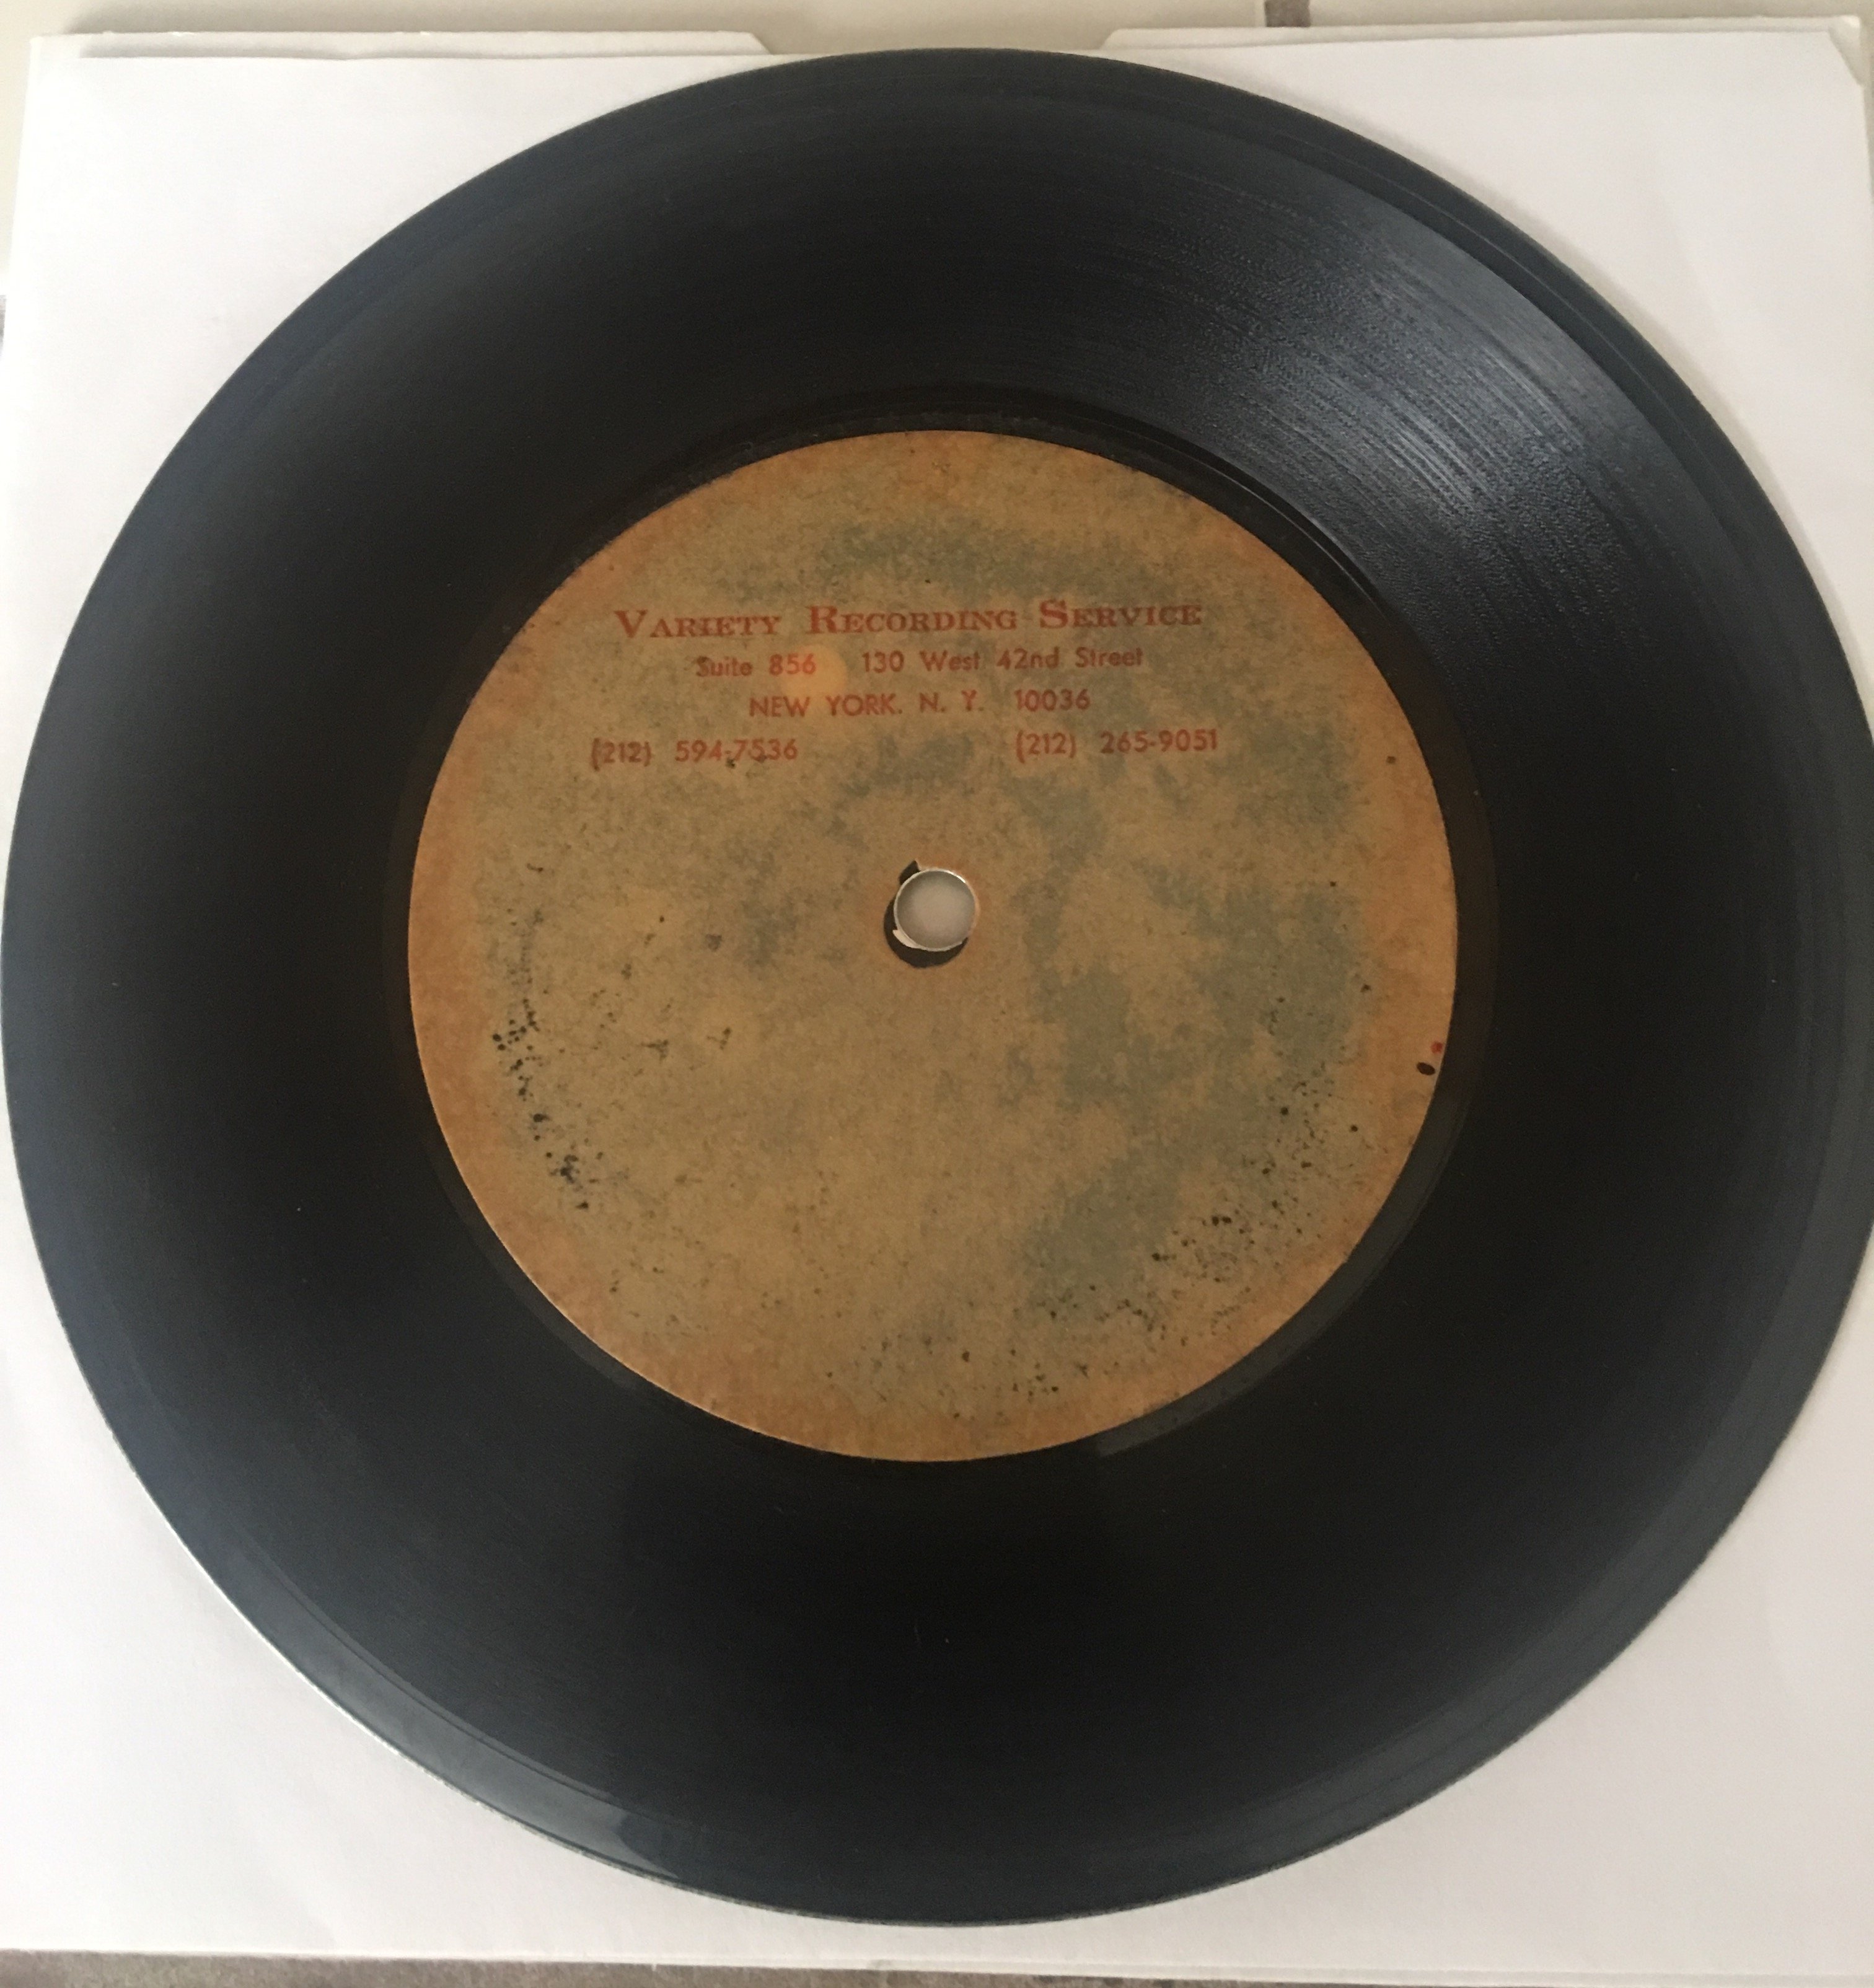 VARIETY RECORDING SERVICE
Suite 856 130 West 42nd Street
NEW YORK. N. Y. 10036
(212) 594-7536 (212) 265-9051